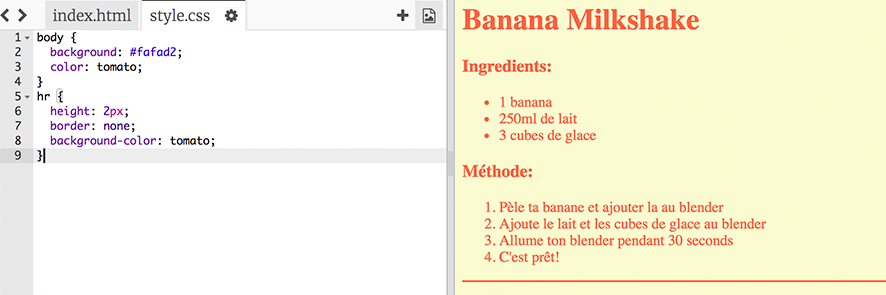 index.html style.css
1 body {
2 background: #fafad2;
3 color: tomato;
4 }
5 hr {
6 height: 2px;
7 border: none;
8 background-color: tomato;
9 }
Banana Milkshake
Ingredients:
• 1 banana
• 250ml de lait
• 3 cubes de glace
Méthode:
1. Pèle ta banane et ajouter la au blender
2. Ajoute le lait et les cubes de glace au blender
3. Allume ton blender pendant 30 seconds
4. C'est prêt!